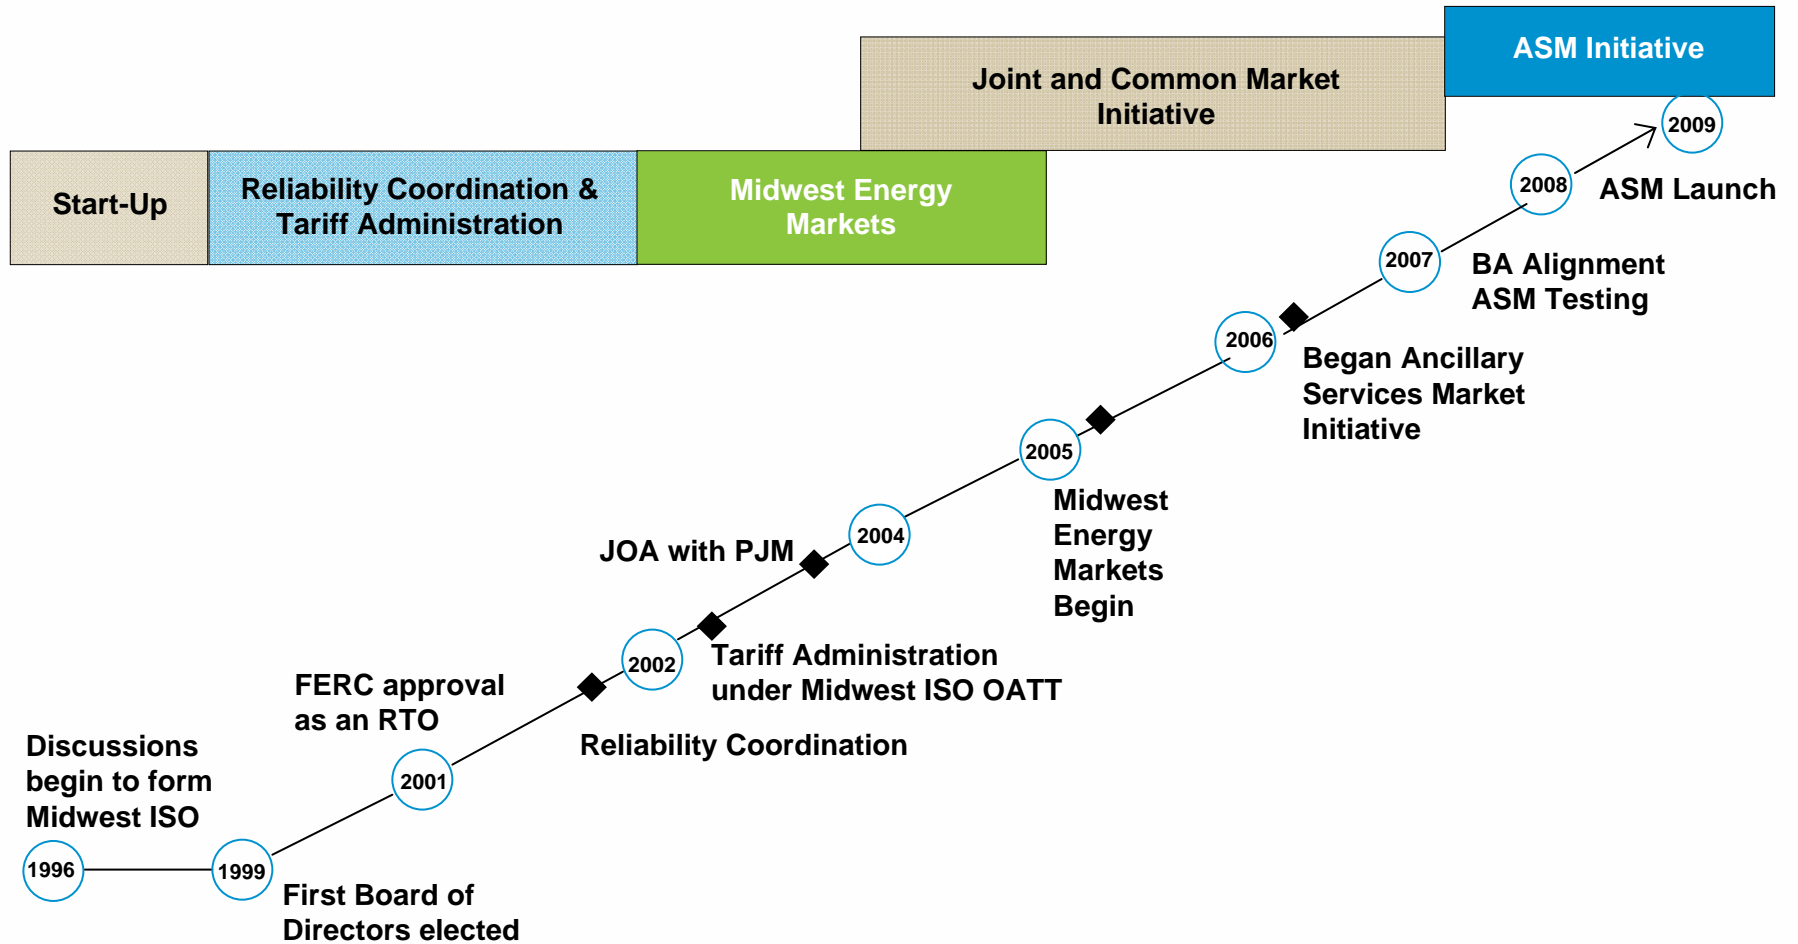 ASM Initiative
Joint and Common Market
Initiative
Start-Up
Reliability Coordination &
Tariff Administration
Midwest Energy
Markets
2009
ASM Launch
2008
2007
BA Alignment
ASM Testing
2006
Began Ancillary
Services Market
Initiative
2005
Midwest
Energy
Markets
Begin
JOA with PJM
2004
2002
Tariff Administration
under Midwest ISO OATT
FERC approval
as an RTO
Reliability Coordination
2001
Discussions
begin to form
Midwest ISO
1996
1999
First Board of
Directors elected